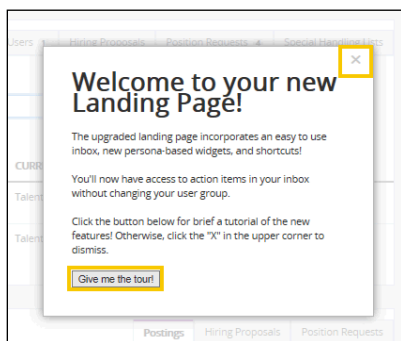 Users Hiring Proposals Position Requests Special Handling Lists
×
Welcome to your new
Landing Page!
The upgraded landing page incorporates an easy to use
inbox, new persona-based widgets, and shortcuts!
You'll now have access to action items in your inbox
without changing your user group.
Click the button below for brief a tutorial of the new
features! Otherwise, click the "X" in the upper corner to
dismiss.
Give me the tour!
CURR
Talent
Talent
Postings Hiring Proposals Position Requests